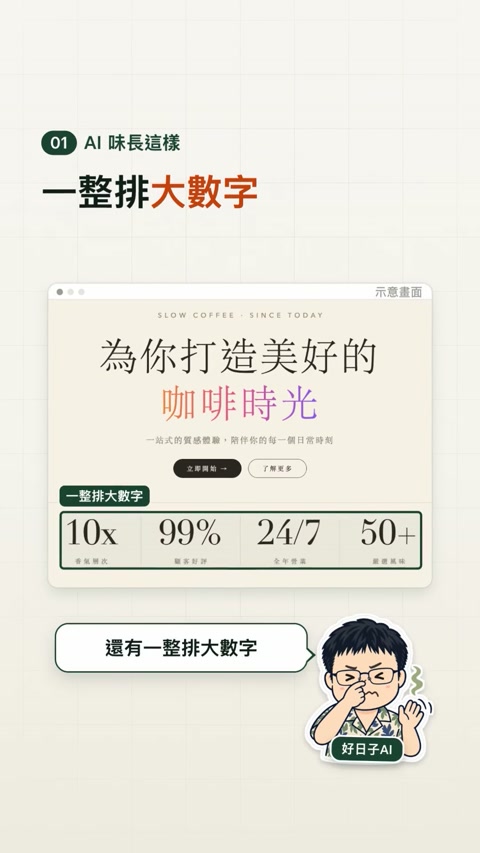 01 AI 味長這樣
一整排大數字
示意畫面
SLOW COFFEE · SINCE TODAY
為你打造美好的
咖啡時光
一站式的質感體驗，陪伴你的每一個日常時刻
立即開始 → 了解更多
一整排大數字
10x 99% 24/7 50+
香氣層次 顧客好評 全年營業 嚴選風味
還有一整排大數字
好日子AI